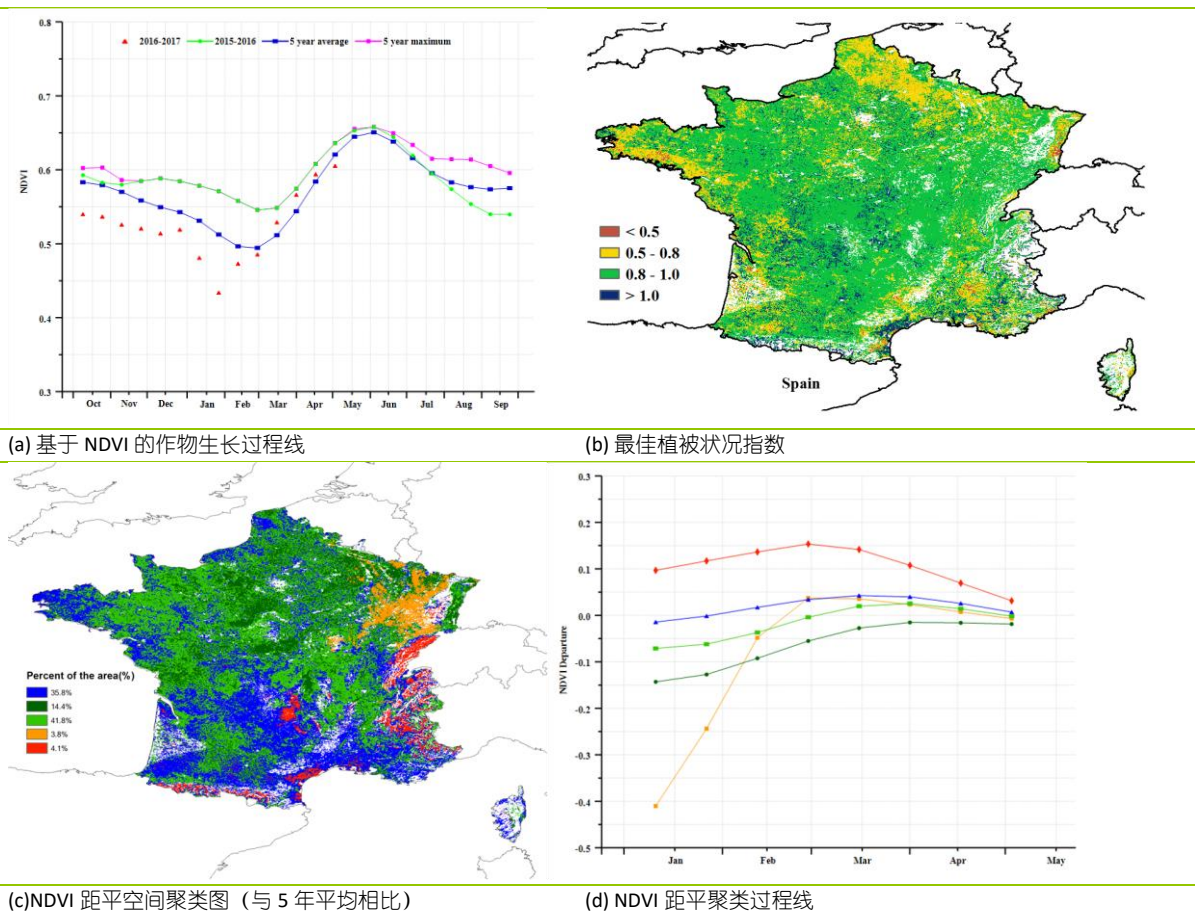 0.8
0.7
0.6
0.5
0.4
0.3
NDVI
2016-2017 2015-2016 5 year average 5 year maximum
Oct Nov Dec Jan Feb Mar Apr May Jun Jul Aug Sep
< 0.5
0.5 - 0.8
0.8 - 1.0
> 1.0
Spain
(a) 基于 NDVI 的作物生长过程线
(b) 最佳植被状况指数
Percent of the area(%)
35.8%
14.4%
41.8%
3.8%
4.1%
0.3
0.2
0.1
0.0
-0.1
-0.2
-0.3
-0.4
-0.5
NDVI Departure
Jan Feb Mar Apr May
(c)NDVI 距平空间聚类图（与 5 年平均相比）
(d) NDVI 距平聚类过程线